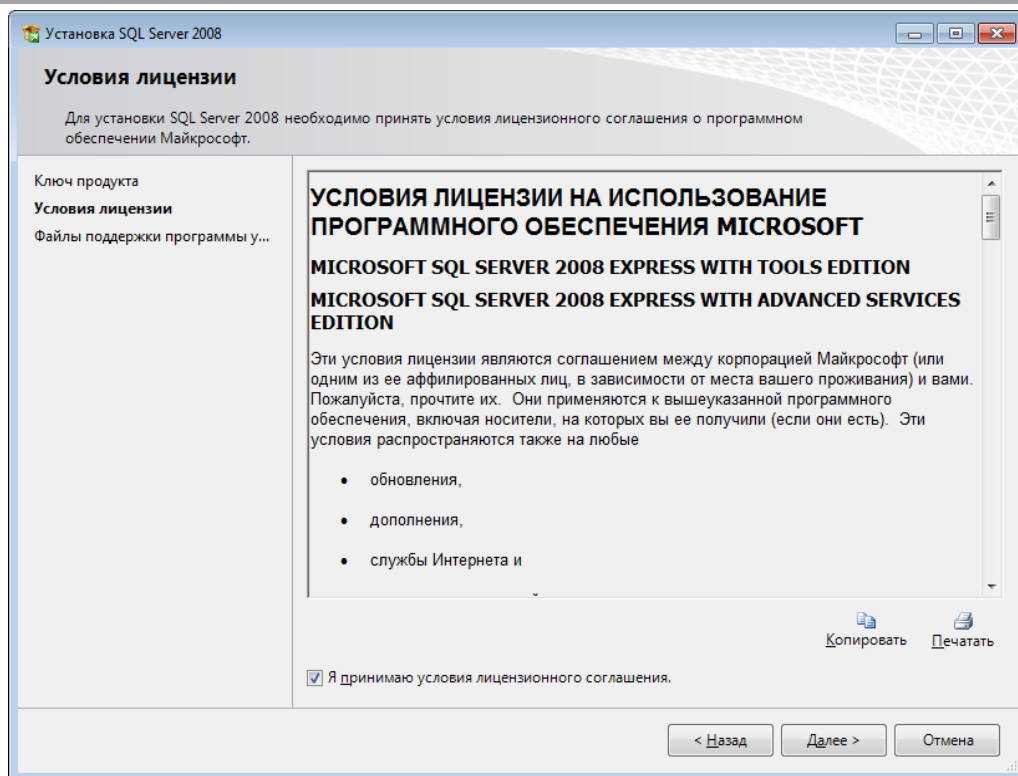 Установка SQL Server 2008
Условия лицензии
Для установки SQL Server 2008 необходимо принять условия лицензионного соглашения о программном
обеспечении Майкрософт.
Ключ продукта
Условия лицензии
Файлы поддержки программы у...
УСЛОВИЯ ЛИЦЕНЗИИ НА ИСПОЛЬЗОВАНИЕ
ПРОГРАММНОГО ОБЕСПЕЧЕНИЯ MICROSOFT
MICROSOFT SQL SERVER 2008 EXPRESS WITH TOOLS EDITION
MICROSOFT SQL SERVER 2008 EXPRESS WITH ADVANCED SERVICES
EDITION
Эти условия лицензии являются соглашением между корпорацией Майкрософт (или
одним из ее аффилированных лиц, в зависимости от места вашего проживания) и вами.
Пожалуйста, прочтите их.  Они применяются к вышеуказанной программного
обеспечения, включая носители, на которых вы ее получили (если они есть).  Эти
условия распространяются также на любые
• обновления,
• дополнения,
• службы Интернета и
Копировать Печатать
Я принимаю условия лицензионного соглашения.
< Назад Далее > Отмена